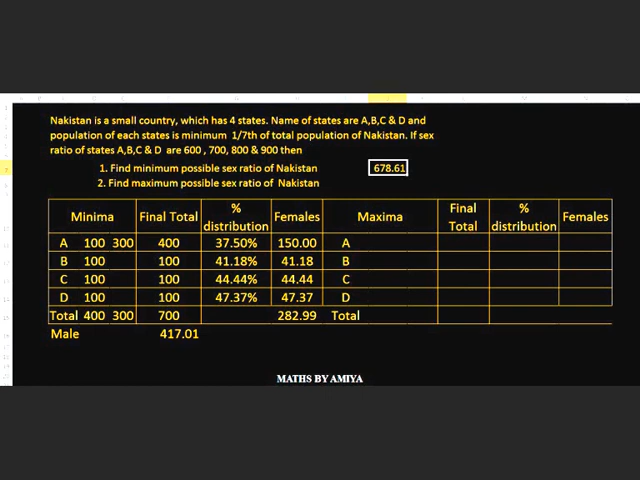 Nakistan is a small country, which has 4 states. Name of states are A,B,C & D and
population of each states is minimum 1/7th of total population of Nakistan. If sex
ratio of states A,B,C & D are 600 , 700, 800 & 900 then
1. Find minimum possible sex ratio of Nakistan 678.61
2. Find maximum possible sex ratio of Nakistan
Minima Final Total % distribution Females Maxima Final Total % distribution Females
A 100 300 400 37.50% 150.00 A
B 100 100 41.18% 41.18 B
C 100 100 44.44% 44.44 C
D 100 100 47.37% 47.37 D
Total 400 300 700 282.99 Total
Male 417.01
MATHS BY AMIYA